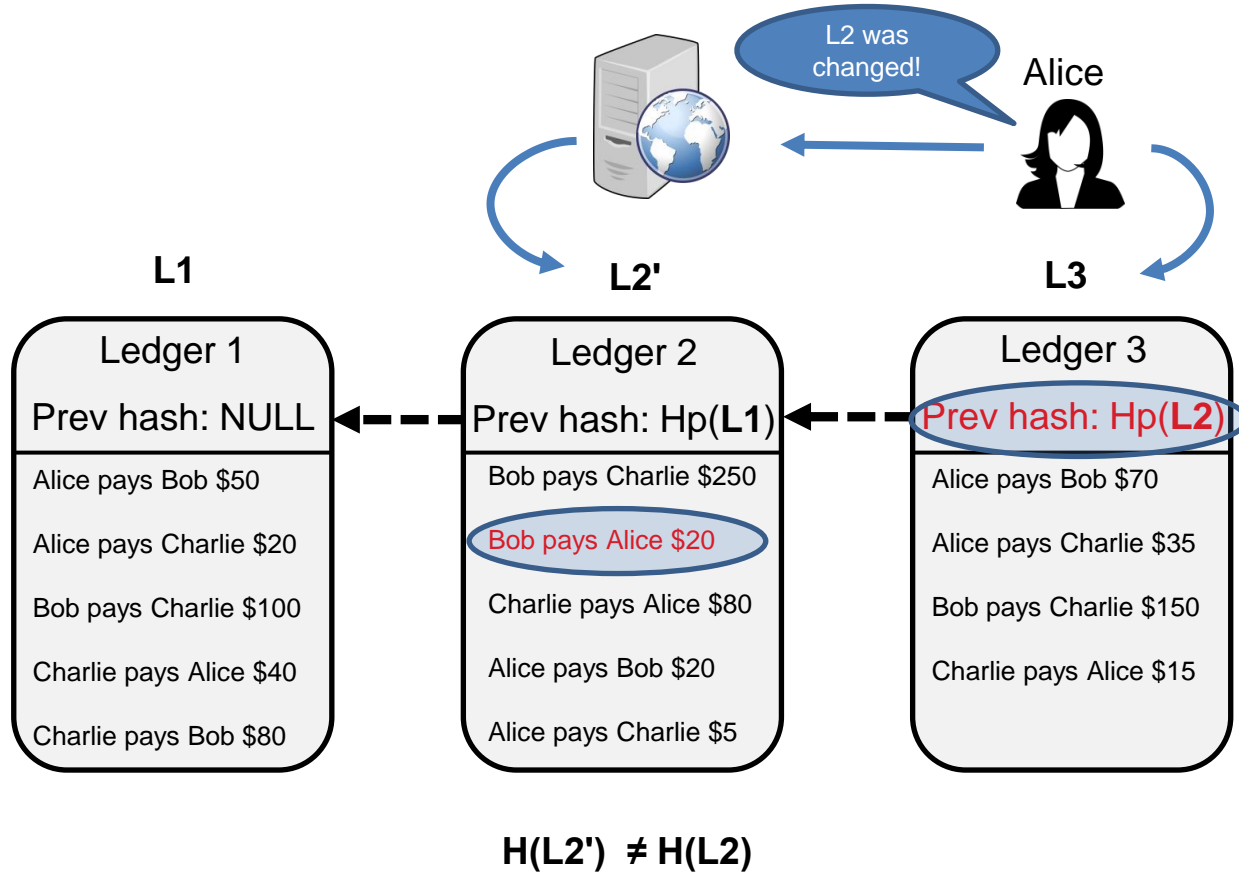 L2 was
changed!
Alice
L1
L2'
L3
Ledger 1
Prev hash: NULL
Alice pays Bob $50
Alice pays Charlie $20
Bob pays Charlie $100
Charlie pays Alice $40
Charlie pays Bob $80
Ledger 2
Prev hash: Hp(L1)
Bob pays Charlie $250
Bob pays Alice $20
Charlie pays Alice $80
Alice pays Bob $20
Alice pays Charlie $5
Ledger 3
Prev hash: Hp(L2)
Alice pays Bob $70
Alice pays Charlie $35
Bob pays Charlie $150
Charlie pays Alice $15
H(L2') ≠ H(L2)